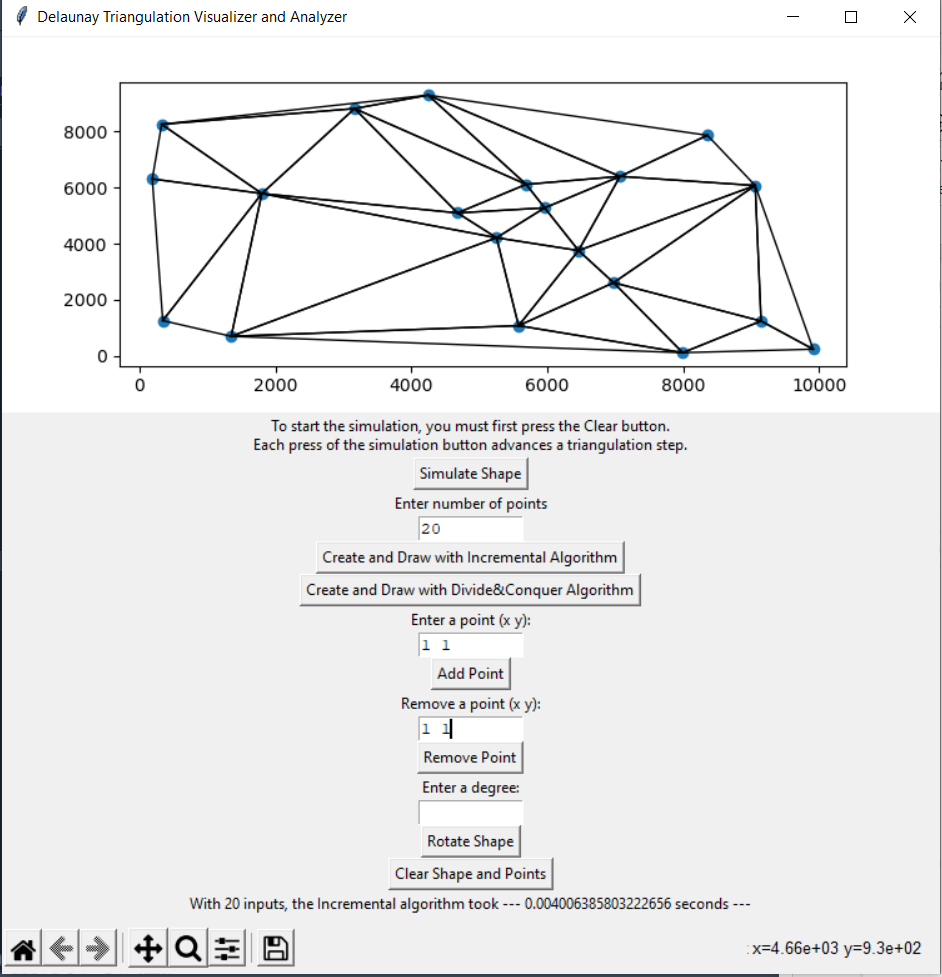 Delaunay Triangulation Visualizer and Analyzer
8000
6000
4000
2000
0
0 2000 4000 6000 8000 10000
To start the simulation, you must first press the Clear button.
Each press of the simulation button advances a triangulation step.
Simulate Shape
Enter number of points
20
Create and Draw with Incremental Algorithm
Create and Draw with Divide&Conquer Algorithm
Enter a point (x y):
1 1
Add Point
Remove a point (x y):
1 1
Remove Point
Enter a degree:
Rotate Shape
Clear Shape and Points
With 20 inputs, the Incremental algorithm took --- 0.004006385803222656 seconds ---
x=4.66e+03 y=9.3e+02